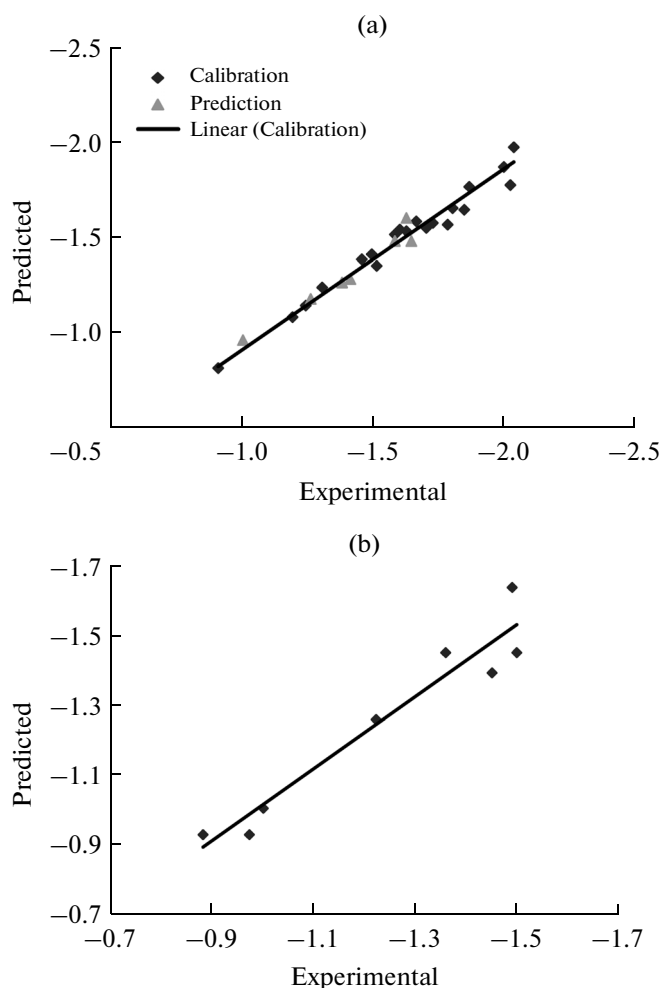 (a)
−2.5
Calibration
Prediction
Linear (Calibration)
−2.0
−1.5
−1.0
Predicted
−0.5 −1.0 −1.5 −2.0 −2.5
Experimental
(b)
−1.7
−1.5
−1.3
−1.1
−0.9
−0.7
Predicted
−0.7 −0.9 −1.1 −1.3 −1.5 −1.7
Experimental